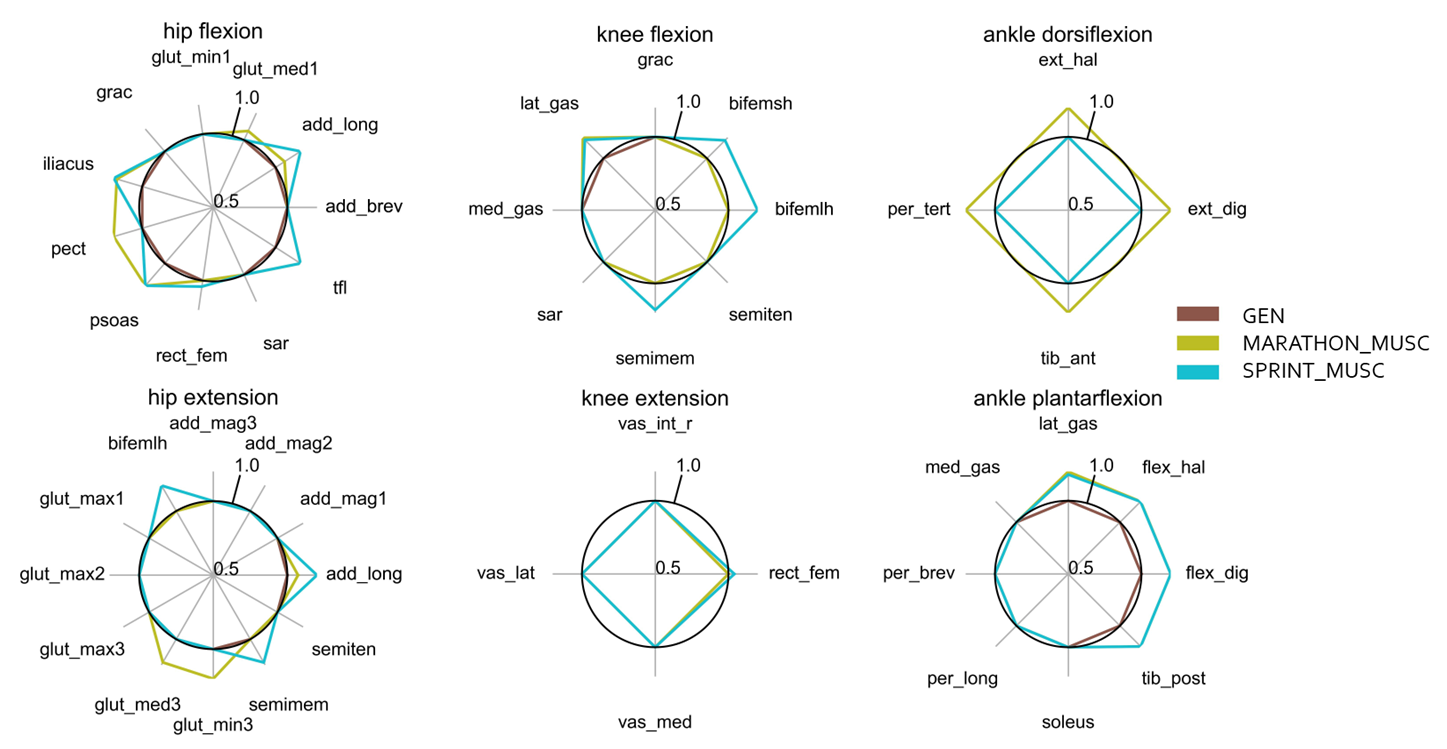 hip flexion
glut_min1
glut_med1
grac
1.0
add_long
iliacus
0.5
add_brev
pect
tfl
psoas
sar
rect_fem
knee flexion
grac
lat_gas
1.0
bifemsh
med_gas
0.5
bifemlh
sar
semiten
semimem
ankle dorsiflexion
ext_hal
1.0
per_tert
0.5
ext_dig
tib_ant
GEN
MARATHON_MUSC
SPRINT_MUSC
hip extension
add_mag3
bifemlh
add_mag2
1.0
glut_max1
add_mag1
glut_max2
0.5
add_long
glut_max3
semiten
glut_med3
semimem
glut_min3
knee extension
vas_int_r
1.0
vas_lat
0.5
rect_fem
vas_med
ankle plantarflexion
lat_gas
med_gas
1.0
flex_hal
per_brev
0.5
flex_dig
per_long
tib_post
soleus